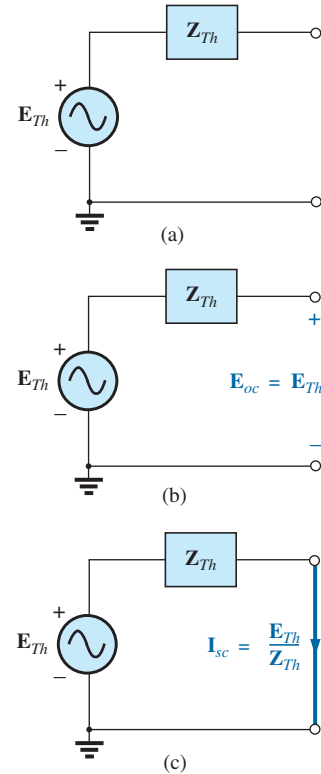 Z_Th
+
E_Th
−
(a)
Z_Th
+
+
E_Th
E_oc = E_Th
−
−
(b)
Z_Th
+
E_Th
I_sc = E_Th / Z_Th
−
(c)